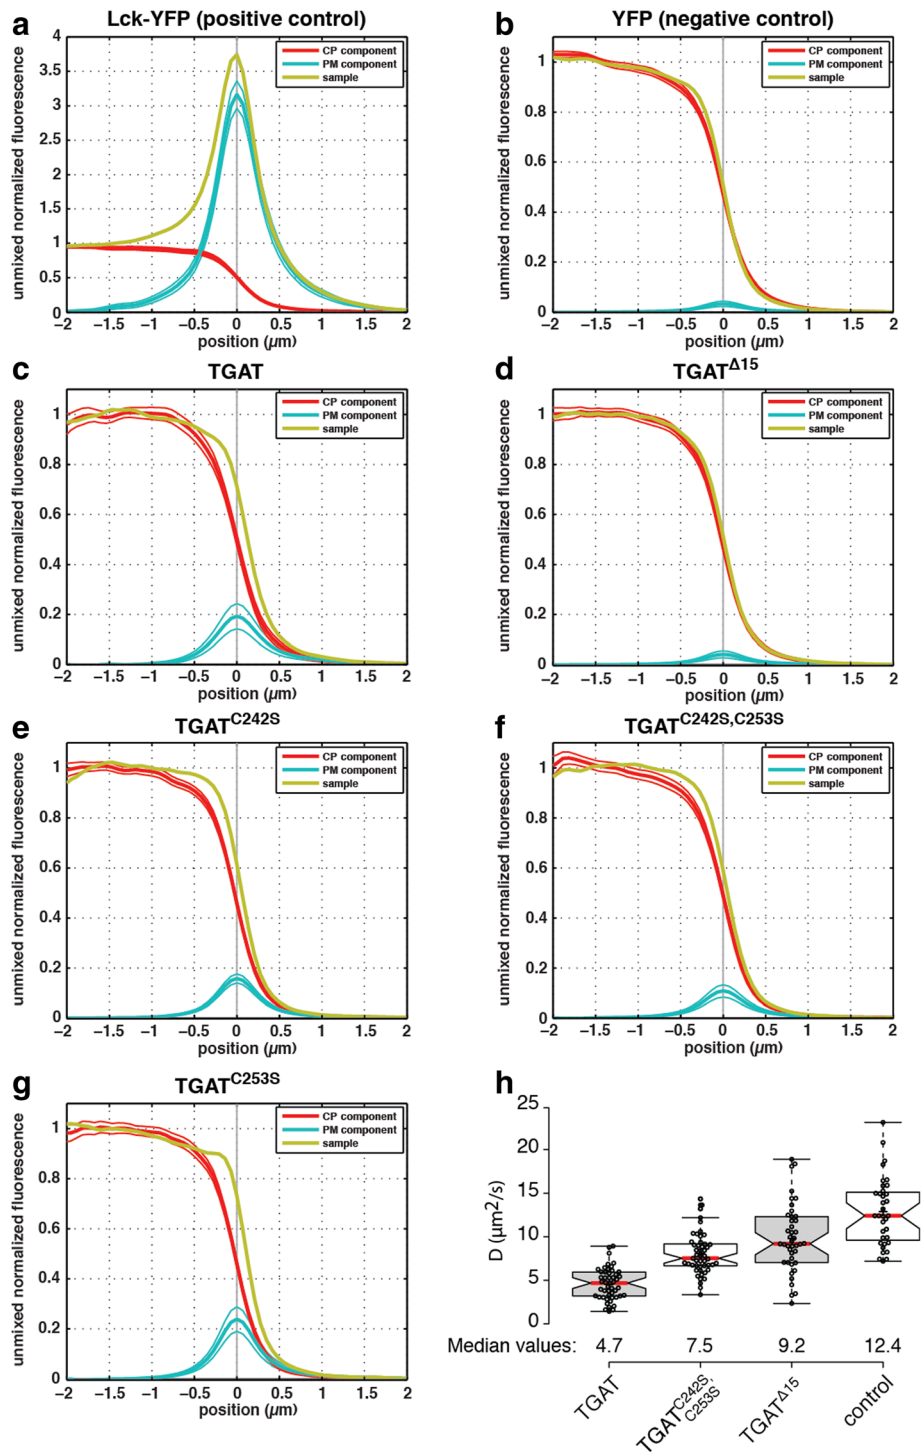 a Lck-YFP (positive control)
4
3.5
3
2.5
2
1.5
1
0.5
0
unmixed normalized fluorescence
CP component
PM component
sample
−2 −1.5 −1 −0.5 0 0.5 1 1.5 2
position (µm)
b YFP (negative control)
1
0.8
0.6
0.4
0.2
0
unmixed normalized fluorescence
CP component
PM component
sample
−2 −1.5 −1 −0.5 0 0.5 1 1.5 2
position (µm)
c TGAT
1
0.8
0.6
0.4
0.2
0
unmixed normalized fluorescence
CP component
PM component
sample
−2 −1.5 −1 −0.5 0 0.5 1 1.5 2
position (µm)
d TGAT^Δ15
1
0.8
0.6
0.4
0.2
0
unmixed normalized fluorescence
CP component
PM component
sample
−2 −1.5 −1 −0.5 0 0.5 1 1.5 2
position (µm)
e TGAT^C242S
1
0.8
0.6
0.4
0.2
0
unmixed normalized fluorescence
CP component
PM component
sample
−2 −1.5 −1 −0.5 0 0.5 1 1.5 2
position (µm)
f TGAT^C242S,C253S
1
0.8
0.6
0.4
0.2
0
unmixed normalized fluorescence
CP component
PM component
sample
−2 −1.5 −1 −0.5 0 0.5 1 1.5 2
position (µm)
g TGAT^C253S
1
0.8
0.6
0.4
0.2
0
unmixed normalized fluorescence
CP component
PM component
sample
−2 −1.5 −1 −0.5 0 0.5 1 1.5 2
position (µm)
h
25
20
15
10
5
0
D (µm2/s)
Median values: 4.7 7.5 9.2 12.4
TGAT
TGAT^C242S,
C253S
TGAT^Δ15
control